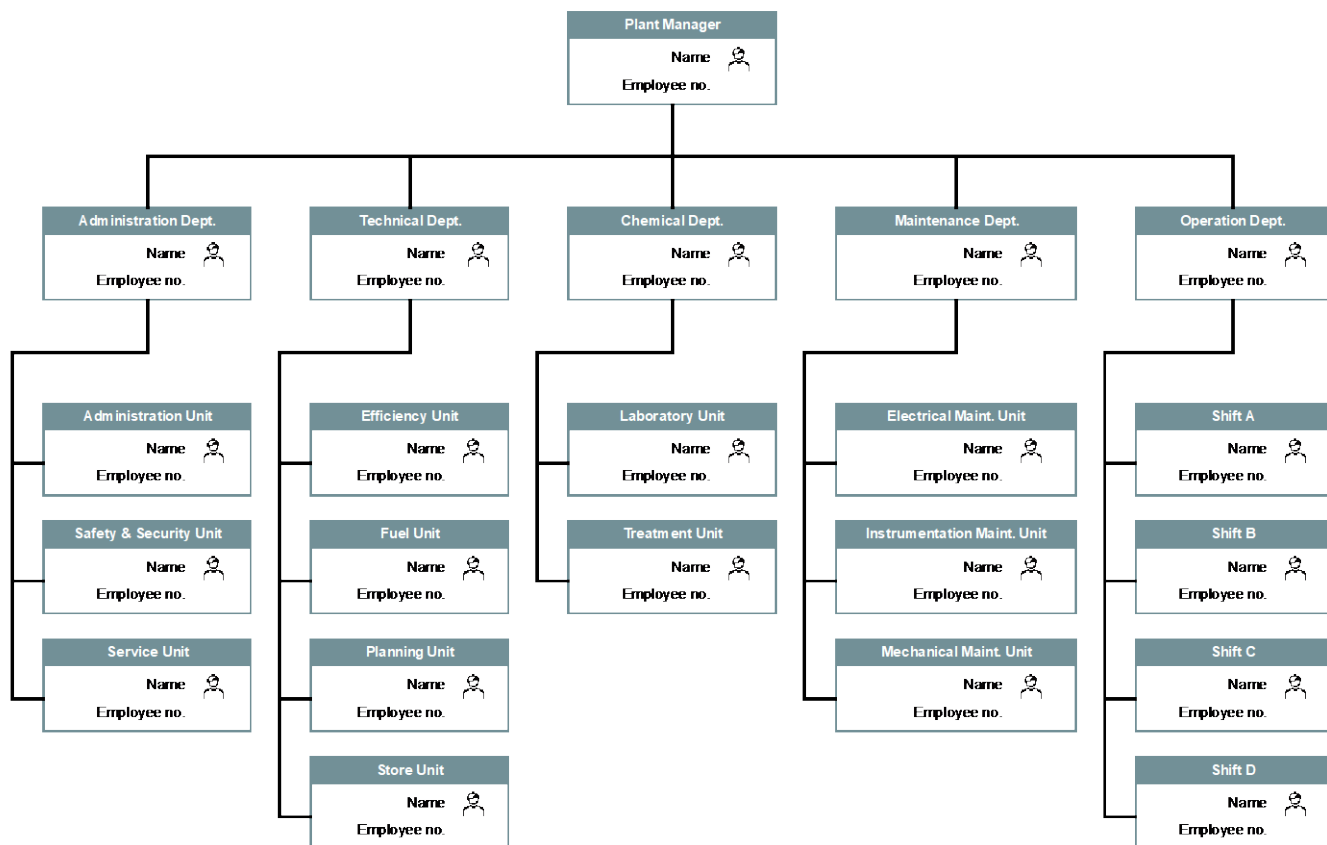 Plant Manager
Name
Employee no.
Administration Dept.
Name
Employee no.
Technical Dept.
Name
Employee no.
Chemical Dept.
Name
Employee no.
Maintenance Dept.
Name
Employee no.
Operation Dept.
Name
Employee no.
Administration Unit
Name
Employee no.
Safety & Security Unit
Name
Employee no.
Service Unit
Name
Employee no.
Efficiency Unit
Name
Employee no.
Fuel Unit
Name
Employee no.
Planning Unit
Name
Employee no.
Store Unit
Name
Employee no.
Laboratory Unit
Name
Employee no.
Treatment Unit
Name
Employee no.
Electrical Maint. Unit
Name
Employee no.
Instrumentation Maint. Unit
Name
Employee no.
Mechanical Maint. Unit
Name
Employee no.
Shift A
Name
Employee no.
Shift B
Name
Employee no.
Shift C
Name
Employee no.
Shift D
Name
Employee no.